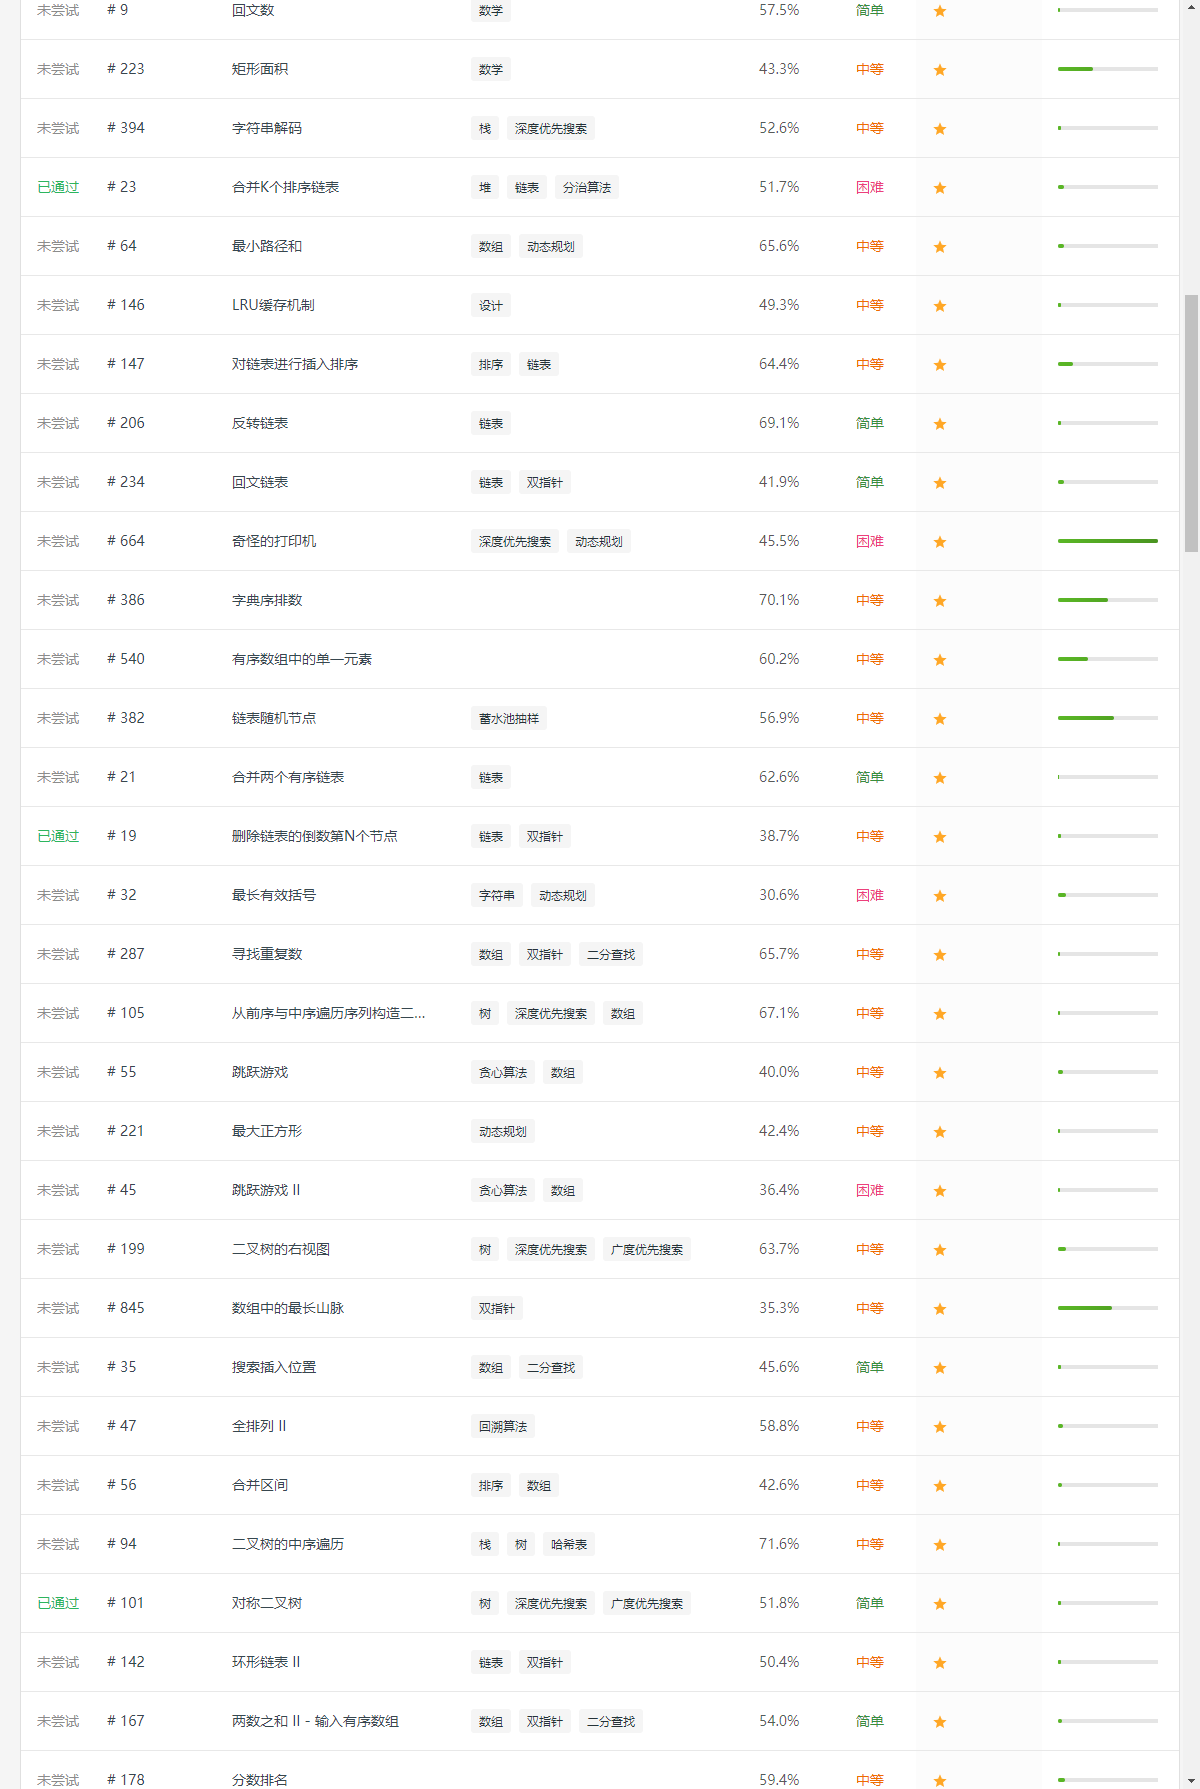 未尝试 # 9 回文数 数学 57.5% 简单
未尝试 # 223 矩形面积 数学 43.3% 中等
未尝试 # 394 字符串解码 栈 深度优先搜索 52.6% 中等
已通过 # 23 合并K个排序链表 堆 链表 分治算法 51.7% 困难
未尝试 # 64 最小路径和 数组 动态规划 65.6% 中等
未尝试 # 146 LRU缓存机制 设计 49.3% 中等
未尝试 # 147 对链表进行插入排序 排序 链表 64.4% 中等
未尝试 # 206 反转链表 链表 69.1% 简单
未尝试 # 234 回文链表 链表 双指针 41.9% 简单
未尝试 # 664 奇怪的打印机 深度优先搜索 动态规划 45.5% 困难
未尝试 # 386 字典序排数 70.1% 中等
未尝试 # 540 有序数组中的单一元素 60.2% 中等
未尝试 # 382 链表随机节点 蓄水池抽样 56.9% 中等
未尝试 # 21 合并两个有序链表 链表 62.6% 简单
已通过 # 19 删除链表的倒数第N个节点 链表 双指针 38.7% 中等
未尝试 # 32 最长有效括号 字符串 动态规划 30.6% 困难
未尝试 # 287 寻找重复数 数组 双指针 二分查找 65.7% 中等
未尝试 # 105 从前序与中序遍历序列构造二... 树 深度优先搜索 数组 67.1% 中等
未尝试 # 55 跳跃游戏 贪心算法 数组 40.0% 中等
未尝试 # 221 最大正方形 动态规划 42.4% 中等
未尝试 # 45 跳跃游戏 II 贪心算法 数组 36.4% 困难
未尝试 # 199 二叉树的右视图 树 深度优先搜索 广度优先搜索 63.7% 中等
未尝试 # 845 数组中的最长山脉 双指针 35.3% 中等
未尝试 # 35 搜索插入位置 数组 二分查找 45.6% 简单
未尝试 # 47 全排列 II 回溯算法 58.8% 中等
未尝试 # 56 合并区间 排序 数组 42.6% 中等
未尝试 # 94 二叉树的中序遍历 栈 树 哈希表 71.6% 中等
已通过 # 101 对称二叉树 树 深度优先搜索 广度优先搜索 51.8% 简单
未尝试 # 142 环形链表 II 链表 双指针 50.4% 中等
未尝试 # 167 两数之和 II - 输入有序数组 数组 双指针 二分查找 54.0% 简单
未尝试 # 178 分数排名 59.4% 中等